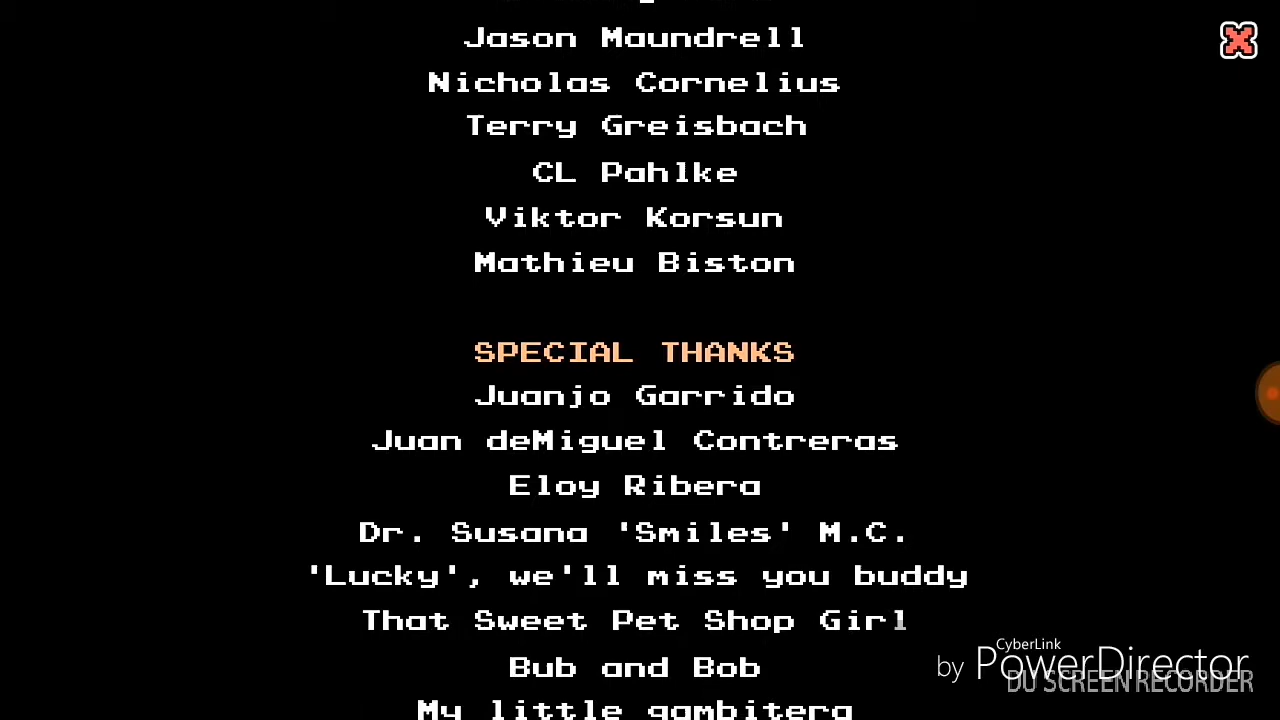 Jason Maundrell
Nicholas Cornelius
Terry Greisbach
CL Pahlke
Viktor Korsun
Mathieu Biston
SPECIAL THANKS
Juanjo Garrido
Juan deMiguel Contreras
Eloy Ribera
Dr. Susana 'Smiles' M.C.
'Lucky', we'll miss you buddy
That Sweet Pet Shop Girl
Bub and Bob
My little gambitera
CyberLink
by PowerDirector
DU SCREEN RECORDER